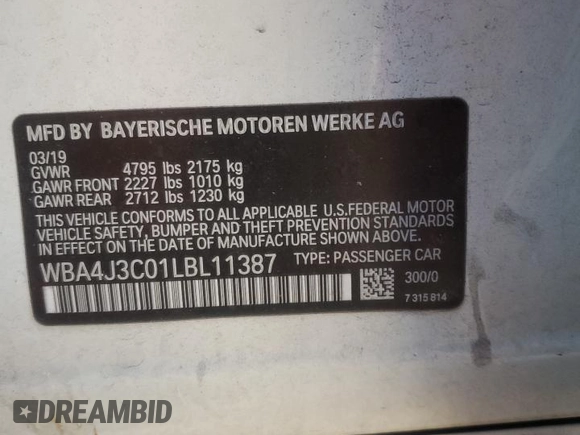 MFD BY BAYERISCHE MOTOREN WERKE AG
03/19
GVWR 4795 lbs 2175 kg
GAWR FRONT 2227 lbs 1010 kg
GAWR REAR 2712 lbs 1230 kg
THIS VEHICLE CONFORMS TO ALL APPLICABLE U.S.FEDERAL MOTOR
VEHICLE SAFETY, BUMPER AND THEFT PREVENTION STANDARDS
IN EFFECT ON THE DATE OF MANUFACTURE SHOWN ABOVE.
WBA4J3C01LBL11387 TYPE: PASSENGER CAR
300/0
7 315 814
DREAMBID